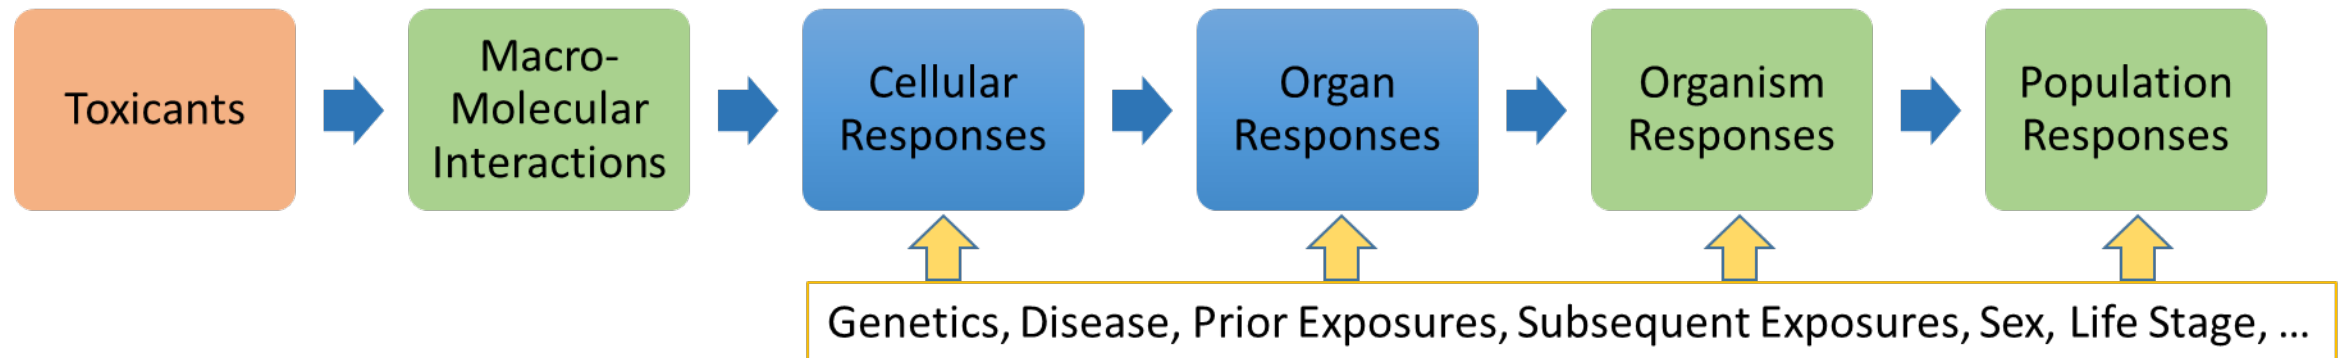 Toxicants
Macro-
Molecular
Interactions
Cellular
Responses
Organ
Responses
Organism
Responses
Population
Responses
Genetics, Disease, Prior Exposures, Subsequent Exposures, Sex, Life Stage, ...